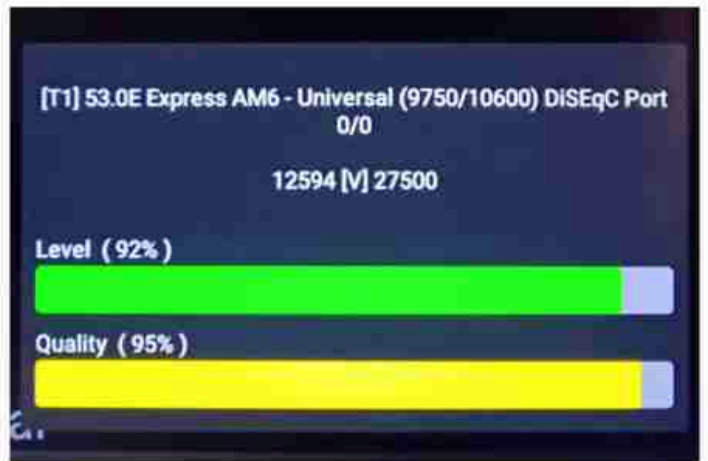 [T1] 53.0E Express AM6 - Universal (9750/10600) DiSEqC Port
0/0
12594 [V] 27500
Level ( 92% )
Quality ( 95% )